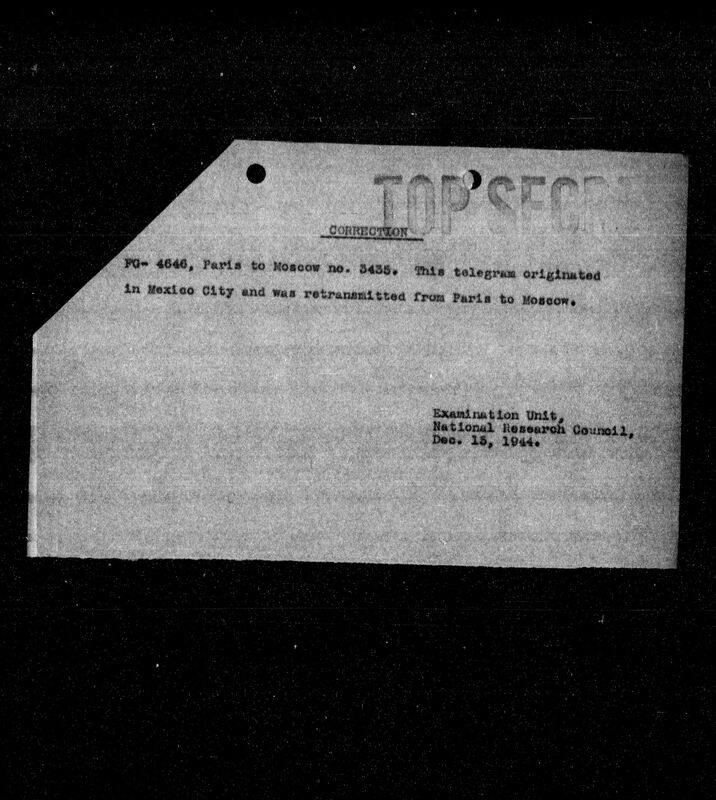 TOP SECRE
CORRECTION
FG- 4646, Paris to Moscow no. 3435. This telegram originated
in Mexico City and was retransmitted from Paris to Moscow.
Examination Unit,
National Research Council,
Dec. 15, 1944.